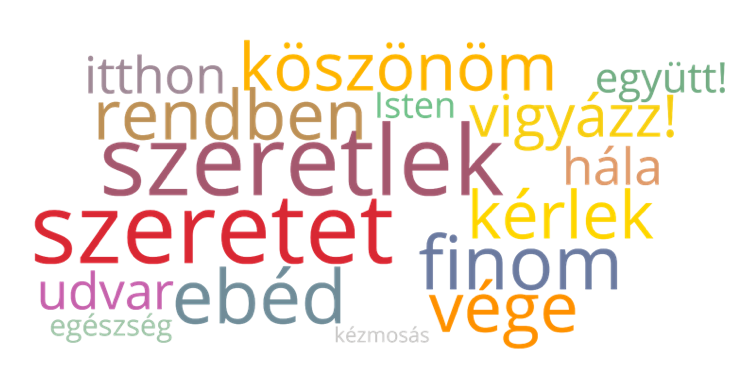 itthon köszönöm együtt!
rendben Isten vigyázz!
szeretlek hála
szeretet kérlek
finom
udvar ebéd vége
egészség kézmosás